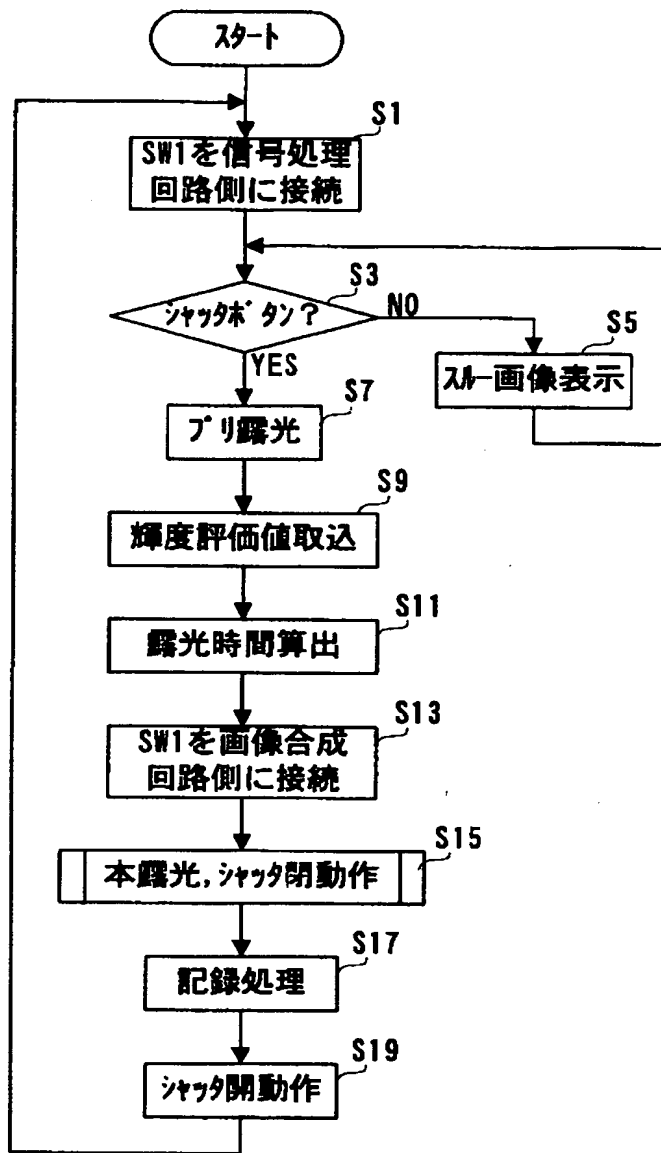 スタート
S1
SW1を信号処理
回路側に接続
S3
シャッタボタン?
NO
YES
S5
スルー画像表示
S7
プリ露光
S9
輝度評価値取込
S11
露光時間算出
S13
SW1を画像合成
回路側に接続
S15
本露光,シャッタ閉動作
S17
記録処理
S19
シャッタ開動作